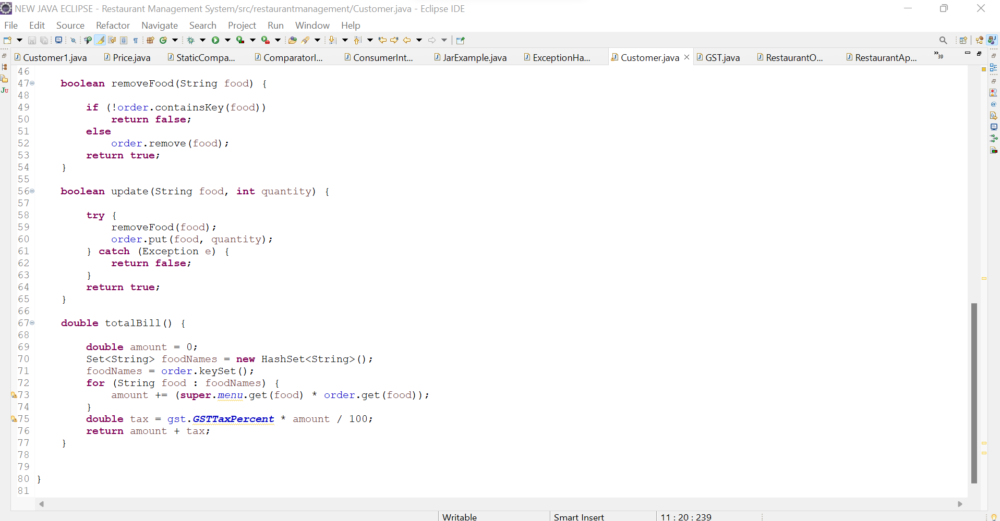 NEW JAVA ECLIPSE - Restaurant Management System/src/restaurantmanagement/Customer.java - Eclipse IDE
File Edit Source Refactor Navigate Search Project Run Window Help
Customer1.java Price.java StaticCompa... ComparatorI... ConsumerInt... JarExample.java ExceptionHa... Customer.java GST.java RestaurantO... RestaurantAp... »39
46
47 boolean removeFood(String food) {
48
49 if (!order.containsKey(food))
50 return false;
51 else
52 order.remove(food);
53 return true;
54 }
55
56 boolean update(String food, int quantity) {
57
58 try {
59 removeFood(food);
60 order.put(food, quantity);
61 } catch (Exception e) {
62 return false;
63 }
64 return true;
65 }
66
67 double totalBill() {
68
69 double amount = 0;
70 Set<String> foodNames = new HashSet<String>();
71 foodNames = order.keySet();
72 for (String food : foodNames) {
73 amount += (super.menu.get(food) * order.get(food));
74 }
75 double tax = gst.GSTTaxPercent * amount / 100;
76 return amount + tax;
77 }
78
79
80 }
81
Writable Smart Insert 11 : 20 : 239